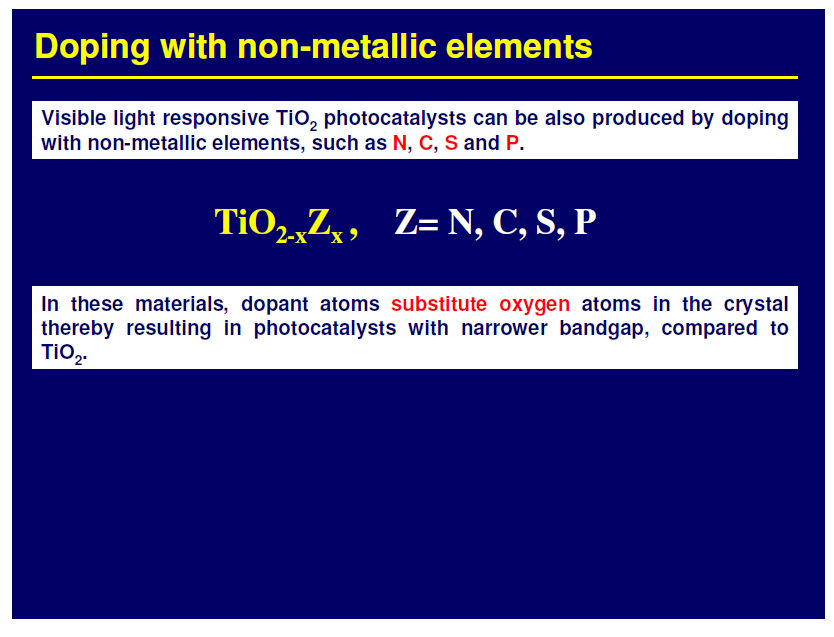 Doping with non-metallic elements
Visible light responsive TiO₂ photocatalysts can be also produced by doping
with non-metallic elements, such as N, C, S and P.
TiO₂₋ₓZₓ , Z= N, C, S, P
In these materials, dopant atoms substitute oxygen atoms in the crystal
thereby resulting in photocatalysts with narrower bandgap, compared to
TiO₂.